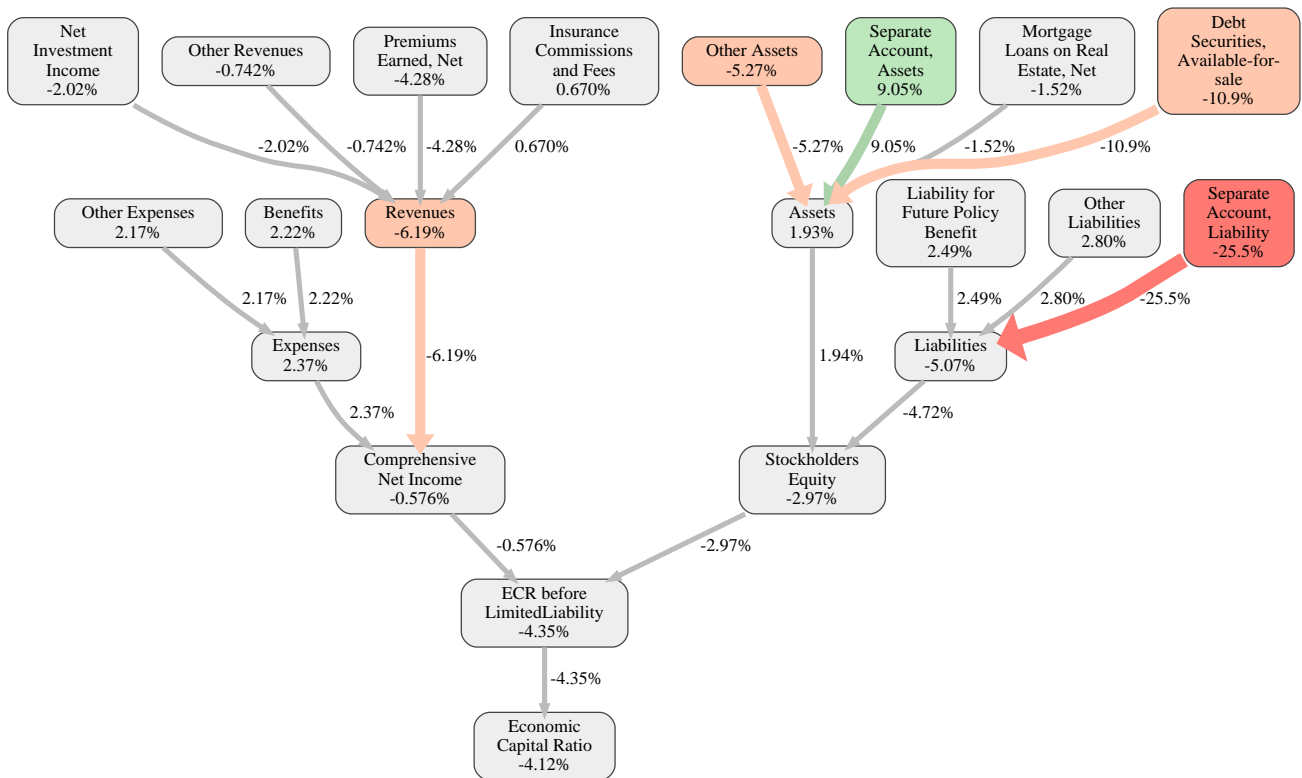 Net
Investment
Income
-2.02%
Other Revenues
-0.742%
Premiums
Earned, Net
-4.28%
Insurance
Commissions
and Fees
0.670%
Other Assets
-5.27%
Separate
Account,
Assets
9.05%
Mortgage
Loans on Real
Estate, Net
-1.52%
Debt
Securities,
Available-for-
sale
-10.9%
-2.02%
-0.742%
-4.28%
0.670%
-5.27%
9.05%
-1.52%
-10.9%
Other Expenses
2.17%
Benefits
2.22%
Revenues
-6.19%
Assets
1.93%
Liability for
Future Policy
Benefit
2.49%
Other
Liabilities
2.80%
Separate
Account,
Liability
-25.5%
2.17%
2.22%
2.49%
2.80%
-25.5%
Expenses
2.37%
-6.19%
1.94%
Liabilities
-5.07%
2.37%
-4.72%
Comprehensive
Net Income
-0.576%
Stockholders
Equity
-2.97%
-0.576%
-2.97%
ECR before
LimitedLiability
-4.35%
-4.35%
Economic
Capital Ratio
-4.12%